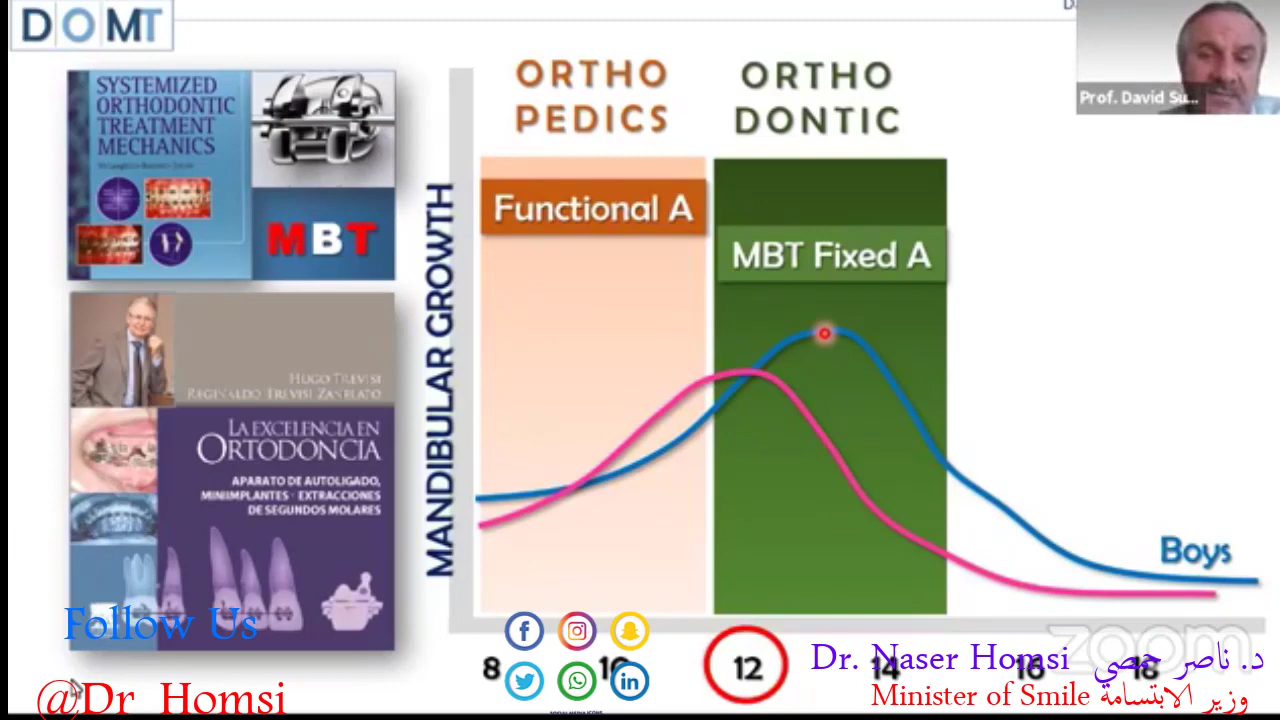 DOMT
Prof. David Su...
SYSTEMIZED
ORTHODONTIC
TREATMENT
MECHANICS
MBT
HUGO TREVISI
REGINALDO TREVISI ZANELATO
LA EXCELENCIA EN
ORTODONCIA
APARATO DE AUTOLIGADO,
MINIIMPLANTES · EXTRACCIONES
DE SEGUNDOS MOLARES
ORTHO
PEDICS
ORTHO
DONTIC
Functional A
MBT Fixed A
MANDIBULAR GROWTH
Boys
8 10 12 14 16 18
zoom
Follow Us
@Dr_Homsi
Dr. Naser Homsi د. ناصر حمصي
Minister of Smile وزير الابتسامة